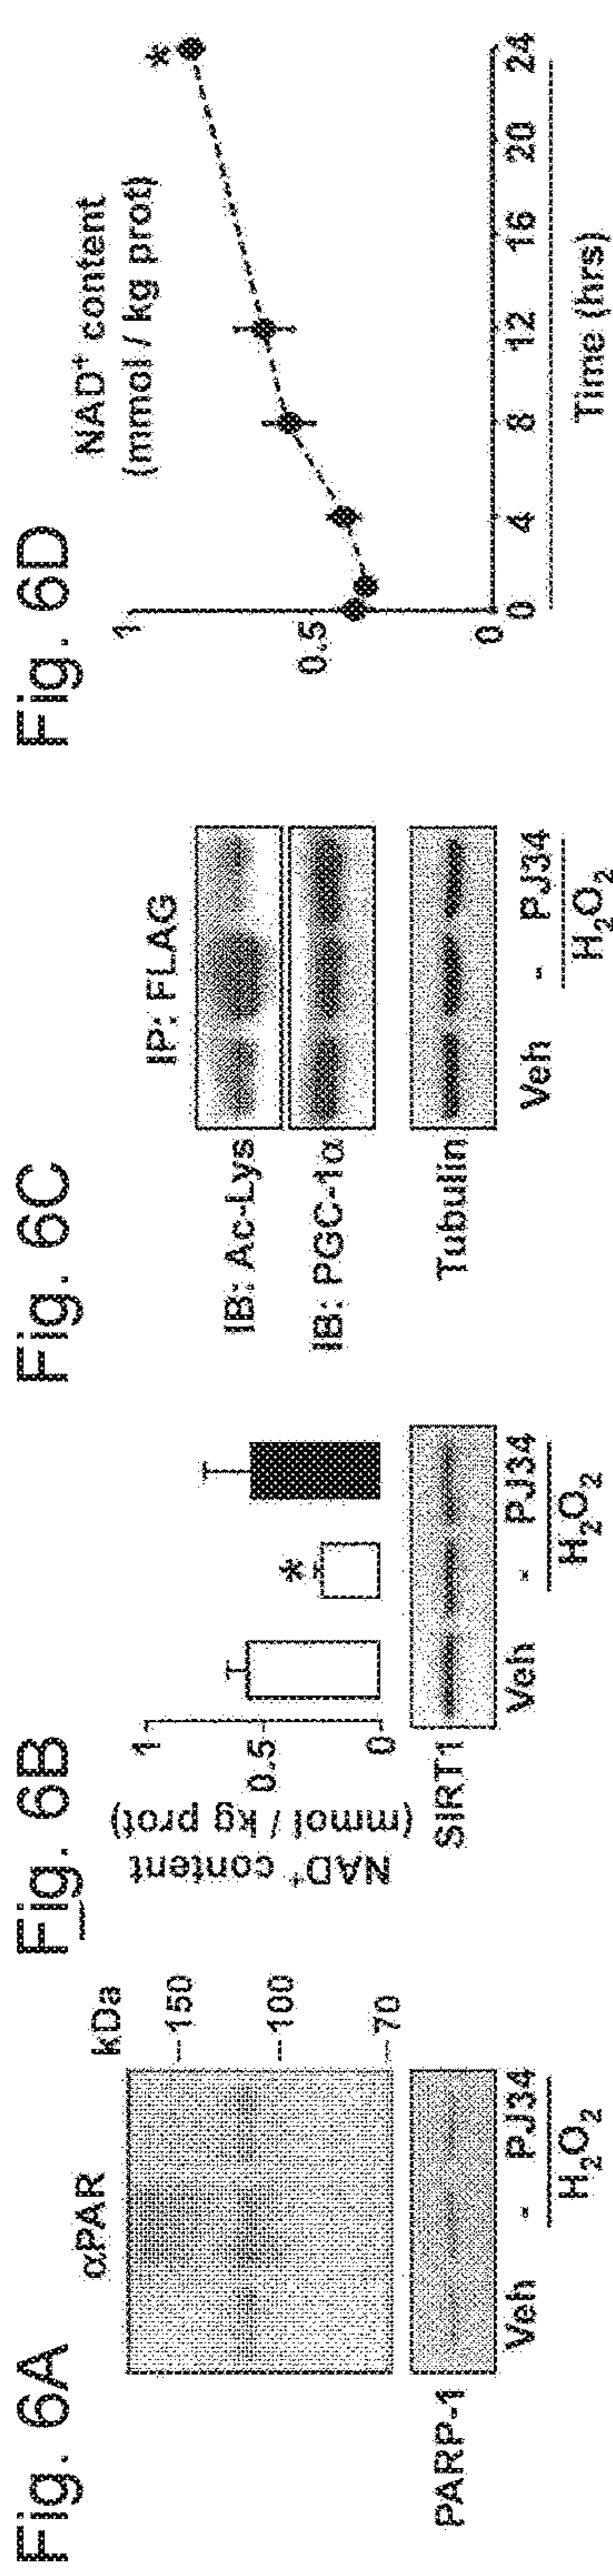 Fig. 6A
αPAR
kDa
–150
–100
–70
PARP-1
Veh - PJ34
H₂O₂
Fig. 6B
NAD⁺ content
(mmol / kg prot)
1
0.5
0
*
SIRT1
Veh - PJ34
H₂O₂
Fig. 6C
IP: FLAG
IB: Ac-Lys
IB: PGC-1α
Tubulin
Veh - PJ34
H₂O₂
Fig. 6D
NAD⁺ content
(mmol / kg prot)
*
1
0.5
0
0 4 8 12 16 20 24
Time (hrs)